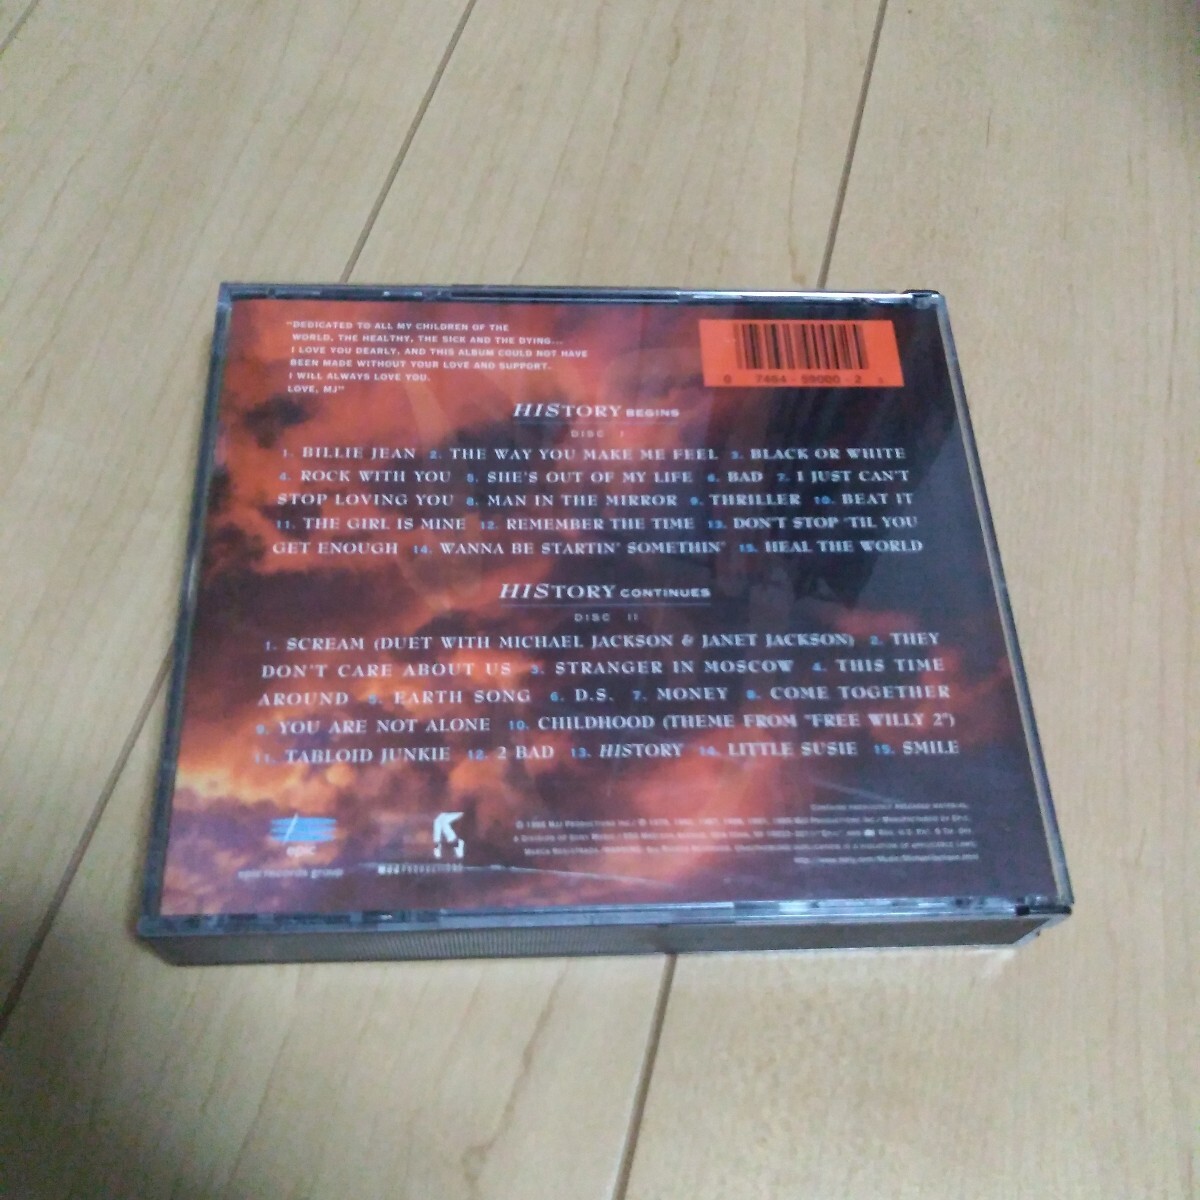 "DEDICATED TO ALL MY CHILDREN OF THE
WORLD, THE HEALTHY, THE SICK AND THE DYING...
I LOVE YOU DEARLY, AND THIS ALBUM COULD NOT HAVE
BEEN MADE WITHOUT YOUR LOVE AND SUPPORT.
I WILL ALWAYS LOVE YOU.
LOVE, MJ"
0 7464-59000-2
HISTORY BEGINS
DISC I
1. BILLIE JEAN 2. THE WAY YOU MAKE ME FEEL 3. BLACK OR WHITE
4. ROCK WITH YOU 5. SHE'S OUT OF MY LIFE 6. BAD 7. I JUST CAN'T
STOP LOVING YOU 8. MAN IN THE MIRROR 9. THRILLER 10. BEAT IT
11. THE GIRL IS MINE 12. REMEMBER THE TIME 13. DON'T STOP 'TIL YOU
GET ENOUGH 14. WANNA BE STARTIN' SOMETHIN' 15. HEAL THE WORLD
HISTORY CONTINUES
DISC II
1. SCREAM (DUET WITH MICHAEL JACKSON & JANET JACKSON) 2. THEY
DON'T CARE ABOUT US 3. STRANGER IN MOSCOW 4. THIS TIME
AROUND 5. EARTH SONG 6. D.S. 7. MONEY 8. COME TOGETHER
9. YOU ARE NOT ALONE 10. CHILDHOOD (THEME FROM "FREE WILLY 2")
11. TABLOID JUNKIE 12. 2 BAD 13. HISTORY 14. LITTLE SUSIE 15. SMILE
epic
epic records group
MJJ PRODUCTIONS